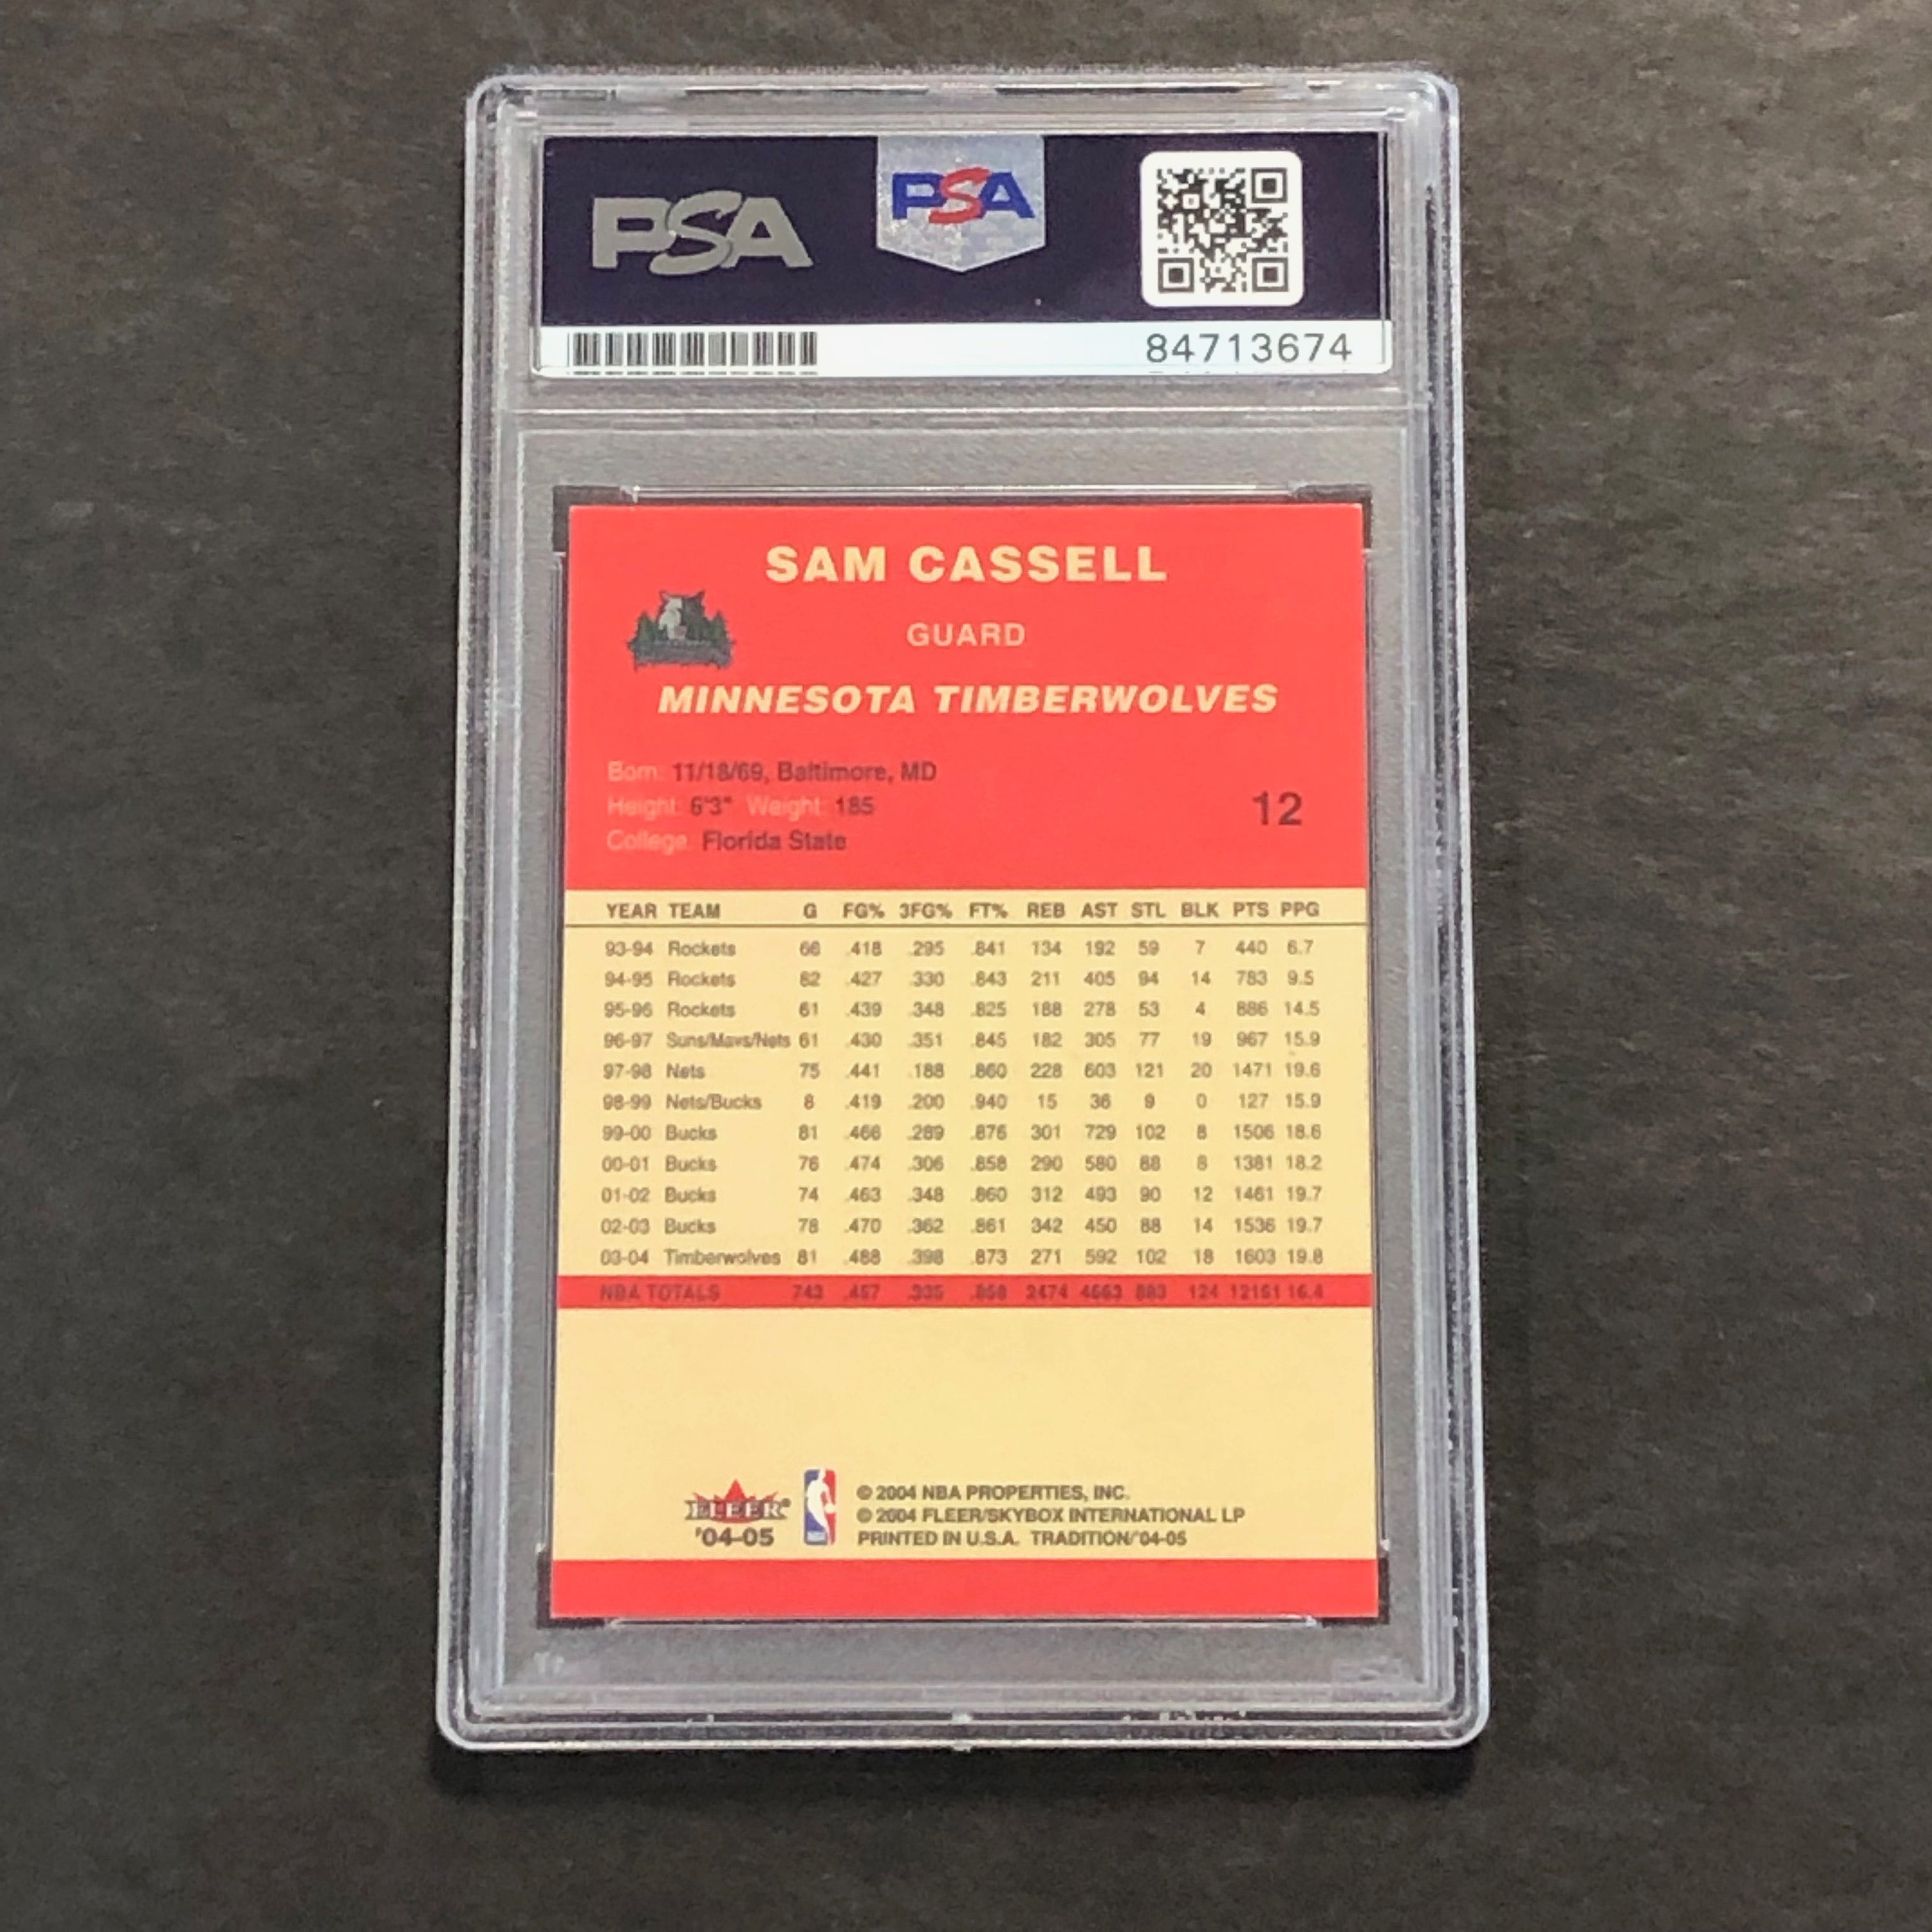 PSA PSA
84713674
SAM CASSELL
GUARD
MINNESOTA TIMBERWOLVES
Born: 11/18/69, Baltimore, MD
Height: 6'3" Weight: 185
12
College: Florida State
YEAR TEAM G FG% 3FG% FT% REB AST STL BLK PTS PPG
93-94 Rockets 66 .418 .295 .841 134 192 59 7 440 6.7
94-95 Rockets 82 .427 .330 .843 211 405 94 14 783 9.5
95-96 Rockets 61 .439 .348 .825 188 278 53 4 886 14.5
96-97 Suns/Mavs/Nets 61 .430 .351 .845 182 305 77 19 967 15.9
97-98 Nets 75 .441 .188 .860 228 603 121 20 1471 19.6
98-99 Nets/Bucks 8 .419 .200 .940 15 36 9 0 127 15.9
99-00 Bucks 81 .466 .289 .876 301 729 102 8 1506 18.6
00-01 Bucks 76 .474 .306 .858 290 580 88 8 1381 18.2
01-02 Bucks 74 .463 .348 .860 312 493 90 12 1461 19.7
02-03 Bucks 78 .470 .362 .861 342 450 88 14 1536 19.7
03-04 Timberwolves 81 .488 .398 .873 271 592 102 18 1603 19.8
NBA TOTALS 743 .457 .335 .858 2474 4663 883 124 12161 16.4
FLEER®
'04-05
© 2004 NBA PROPERTIES, INC.
© 2004 FLEER/SKYBOX INTERNATIONAL LP
PRINTED IN U.S.A. TRADITION/'04-05